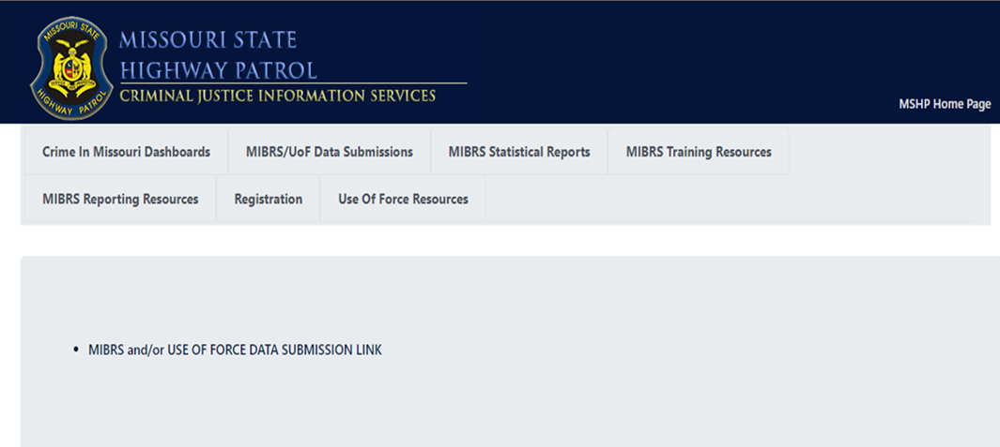 MISSOURI STATE
HIGHWAY PATROL
MISSOURI STATE
HIGHWAY PATROL
CRIMINAL JUSTICE INFORMATION SERVICES
MSHP Home Page
Crime In Missouri Dashboards MIBRS/UoF Data Submissions MIBRS Statistical Reports MIBRS Training Resources
MIBRS Reporting Resources Registration Use Of Force Resources
• MIBRS and/or USE OF FORCE DATA SUBMISSION LINK